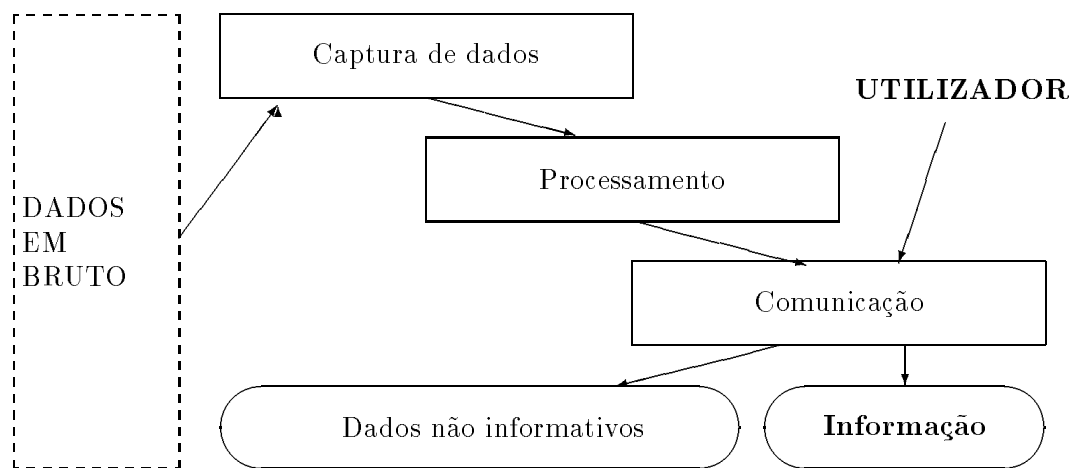 Captura de dados
UTILIZADOR
Processamento
DADOS
EM
BRUTO
Comunicação
Dados não informativos
Informação